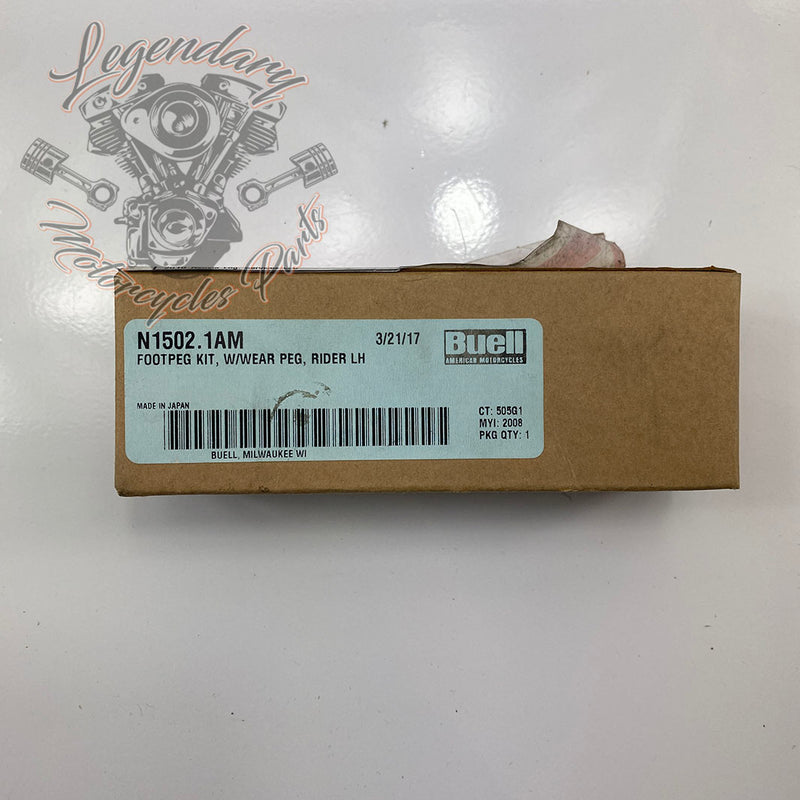 Legendary
Motorcycles Parts
N1502.1AM
3/21/17
Buell
AMERICAN MOTORCYCLES
FOOTPEG KIT, W/WEAR PEG, RIDER LH
MADE IN JAPAN
CT: 505G1
MYI: 2008
PKG QTY: 1
BUELL, MILWAUKEE WI